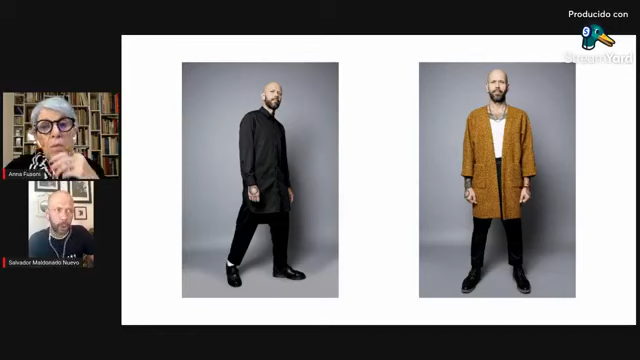 Producido con
StreamYard
Anna Fusoni
Salvador Maldonado Nuevo